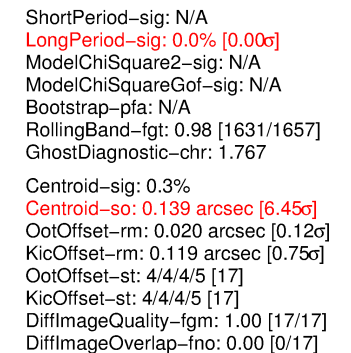 ShortPeriod−sig: N/A
LongPeriod−sig: 0.0% [0.00σ]
ModelChiSquare2−sig: N/A
ModelChiSquareGof−sig: N/A
Bootstrap−pfa: N/A
RollingBand−fgt: 0.98 [1631/1657]
GhostDiagnostic−chr: 1.767
Centroid−sig: 0.3%
Centroid−so: 0.139 arcsec [6.45σ]
OotOffset−rm: 0.020 arcsec [0.12σ]
KicOffset−rm: 0.119 arcsec [0.75σ]
OotOffset−st: 4/4/4/5 [17]
KicOffset−st: 4/4/4/5 [17]
DiffImageQuality−fgm: 1.00 [17/17]
DiffImageOverlap−fno: 0.00 [0/17]